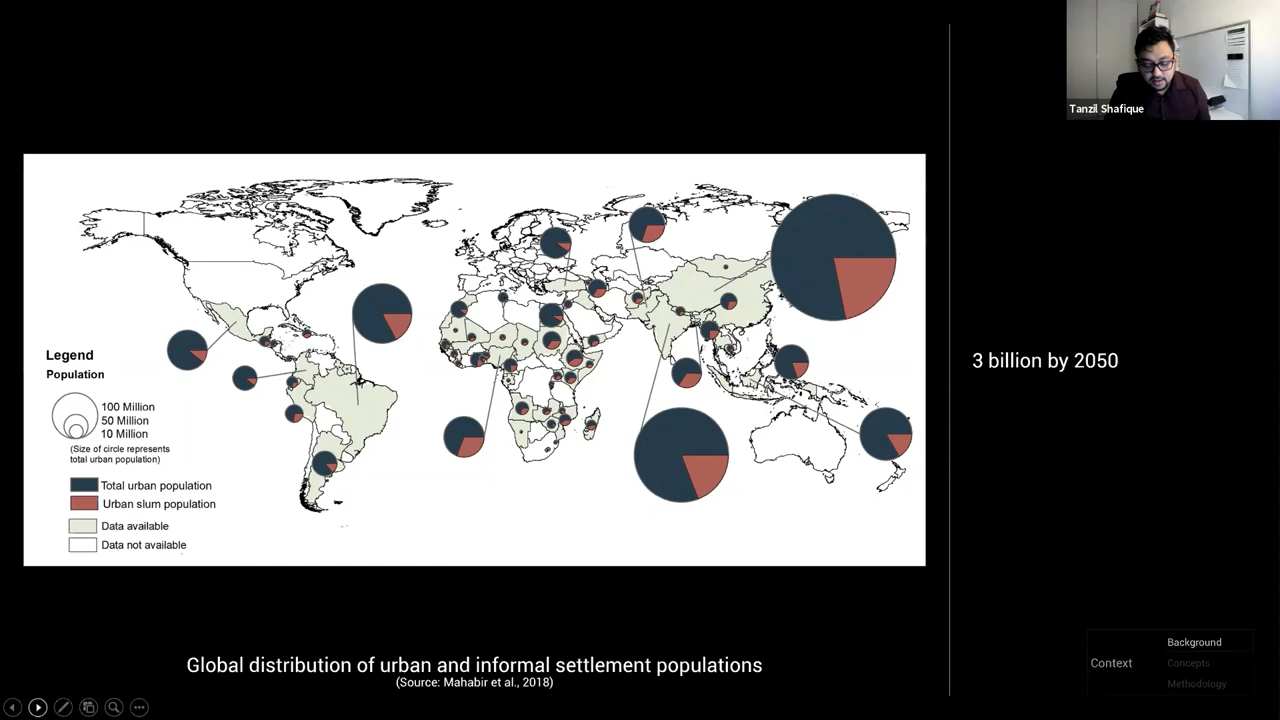 Tanzil Shafique
Legend
Population
100 Million
50 Million
10 Million
(Size of circle represents
total urban population)
Total urban population
Urban slum population
Data available
Data not available
3 billion by 2050
Global distribution of urban and informal settlement populations
(Source: Mahabir et al., 2018)
Context
Background
Concepts
Methodology